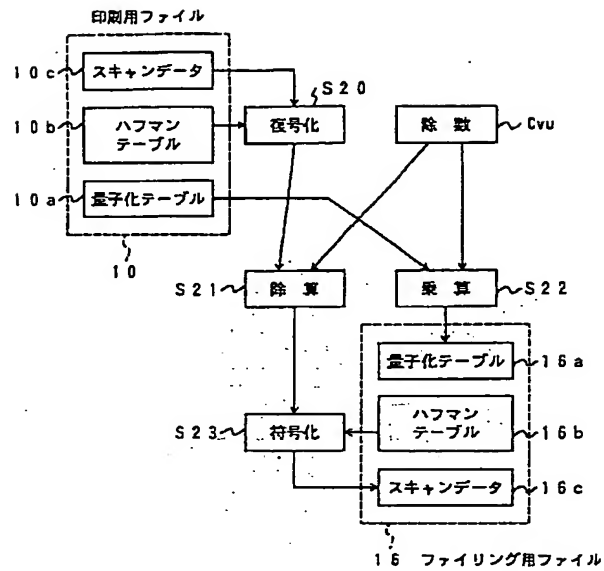 印刷用ファイル
10c スキャンデータ
S20
10b ハフマン
テーブル
復号化
除数 Cvu
10a 量子化テーブル
10
S21 除算
乗算 S22
量子化テーブル 16a
ハフマン
テーブル 16b
S23 符号化
スキャンデータ 16c
16 ファイリング用ファイル